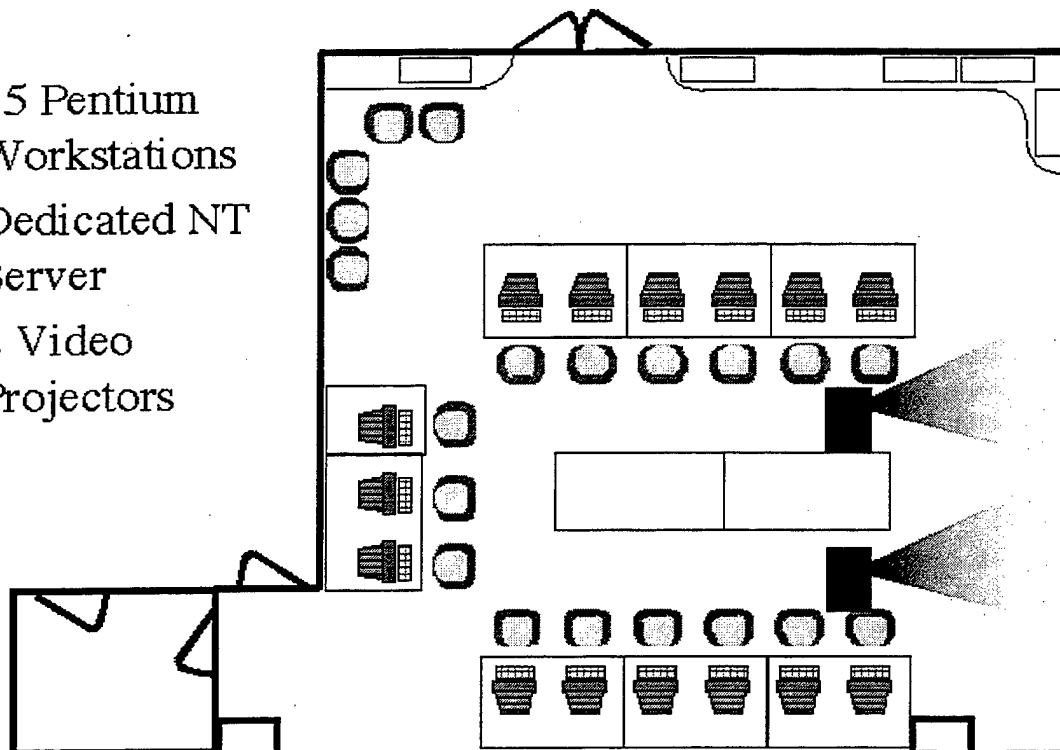 5 Pentium
Workstations
Dedicated NT
Server
Video
Projectors